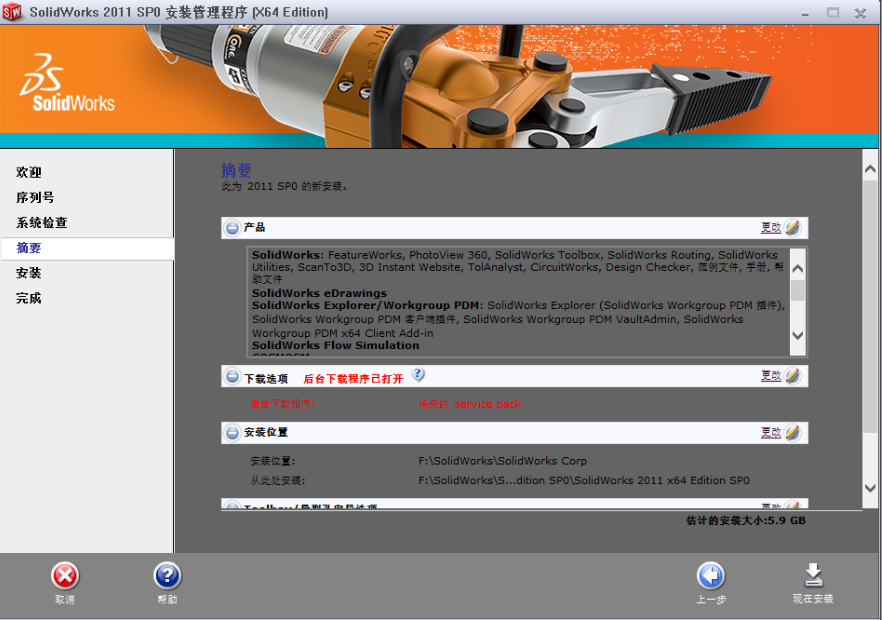 SolidWorks 2011 SP0 安装管理程序 (X64 Edition)
SolidWorks
欢迎
序列号
系统检查
摘要
安装
完成
摘要
此为 2011 SP0 的新安装。
产品 更改
SolidWorks: FeatureWorks, PhotoView 360, SolidWorks Toolbox, SolidWorks Routing, SolidWorks
Utilities, ScanTo3D, 3D Instant Website, TolAnalyst, CircuitWorks, Design Checker, 范例文件, 手册, 帮
助文件
SolidWorks eDrawings
SolidWorks Explorer/Workgroup PDM: SolidWorks Explorer (SolidWorks Workgroup PDM 插件),
SolidWorks Workgroup PDM 客户端插件, SolidWorks Workgroup PDM VaultAdmin, SolidWorks
Workgroup PDM x64 Client Add-in
SolidWorks Flow Simulation
下载选项 后台下载程序已打开 更改
后台下载程序: 将来的 service pack
安装位置 更改
安装位置: F:\SolidWorks\SolidWorks Corp
从此处安装: F:\SolidWorks\S...dition SP0\SolidWorks 2011 x64 Edition SP0
Toolbox/异型孔向导选项 更改
估计的安装大小:5.9 GB
取消 帮助 上一步 现在安装